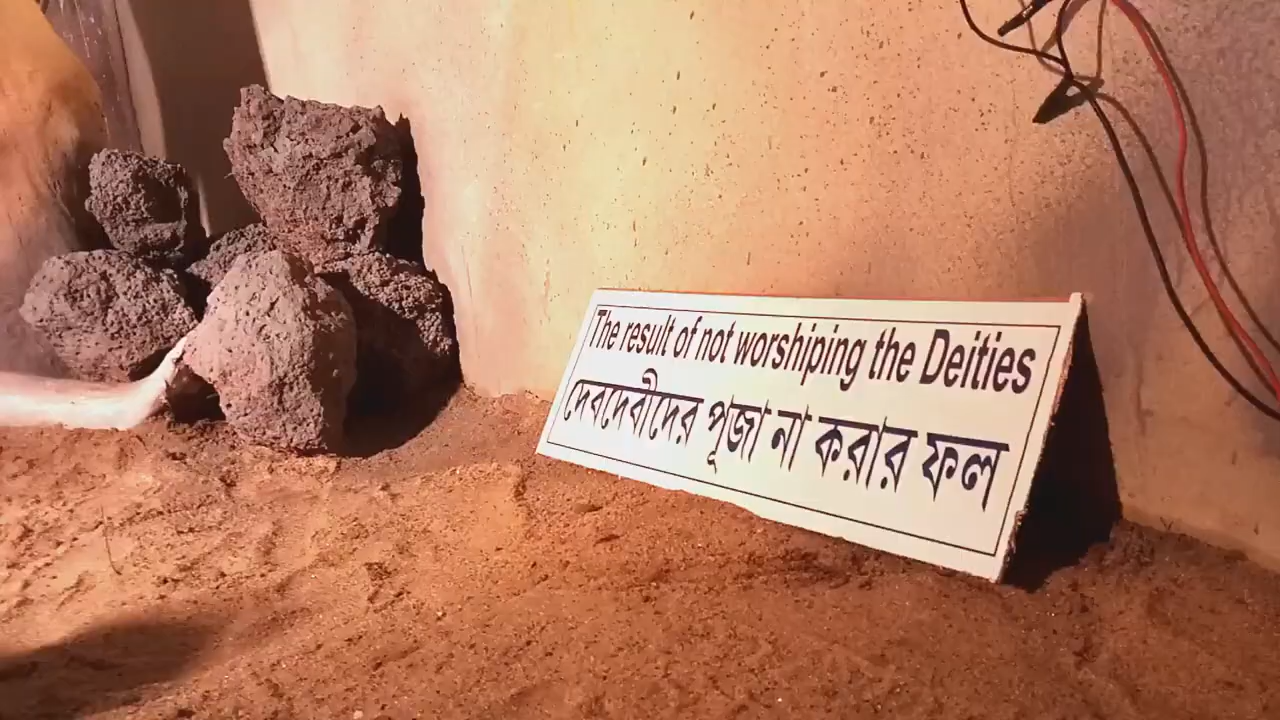 The result of not worshiping the Deities
দেবদেবীদের পূজা না করার ফল